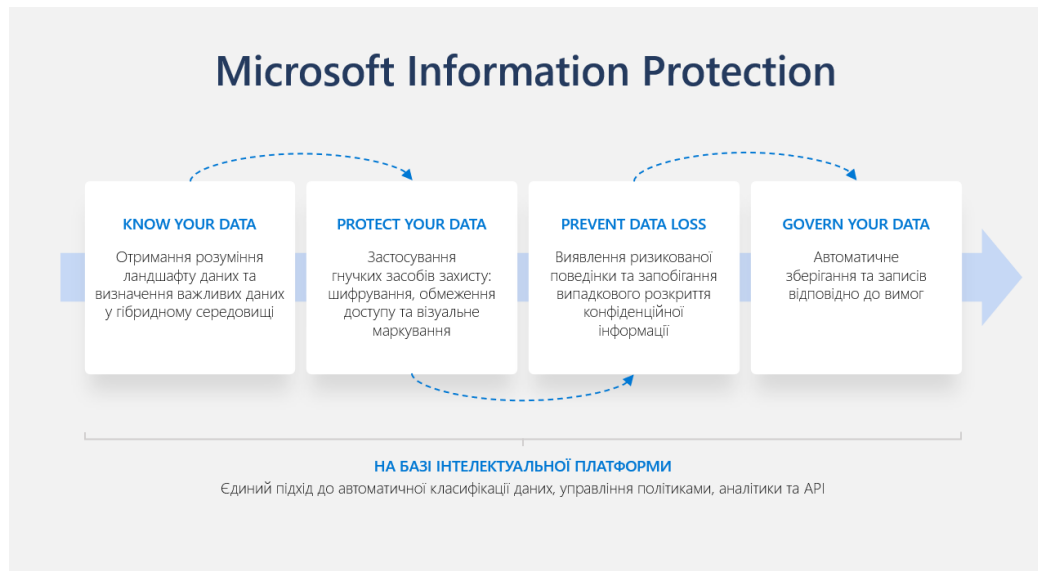 Microsoft Information Protection
KNOW YOUR DATA
Отримання розуміння
ландшафту даних та
визначення важливих даних
у гібридному середовищі
PROTECT YOUR DATA
Застосування
гнучких засобів захисту:
шифрування, обмеження
доступу та візуальне
маркування
PREVENT DATA LOSS
Виявлення ризикованої
поведінки та запобігання
випадкового розкриття
конфіденційної
інформації
GOVERN YOUR DATA
Автоматичне
зберігання та записів
відповідно до вимог
НА БАЗІ ІНТЕЛЕКТУАЛЬНОЇ ПЛАТФОРМИ
Єдиний підхід до автоматичної класифікації даних, управління політиками, аналітики та API